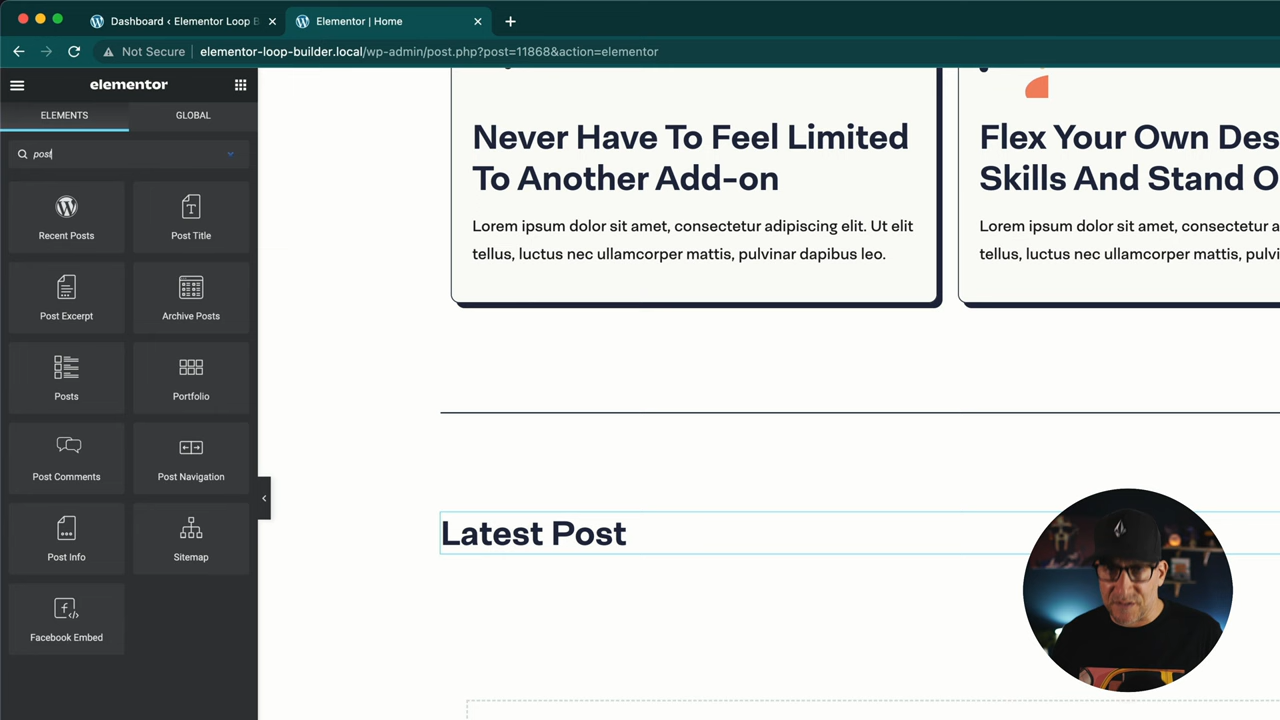 Dashboard ‹ Elementor Loop B
Elementor | Home
Not Secure
elementor-loop-builder.local/wp-admin/post.php?post=11868&action=elementor
elementor
ELEMENTS
GLOBAL
post
Recent Posts
Post Title
Post Excerpt
Archive Posts
Posts
Portfolio
Post Comments
Post Navigation
Post Info
Sitemap
Facebook Embed
Never Have To Feel Limited
To Another Add-on
Lorem ipsum dolor sit amet, consectetur adipiscing elit. Ut elit
tellus, luctus nec ullamcorper mattis, pulvinar dapibus leo.
Flex Your Own Des
Skills And Stand O
Lorem ipsum dolor sit amet, consectetur a
tellus, luctus nec ullamcorper mattis, pulvi
Latest Post